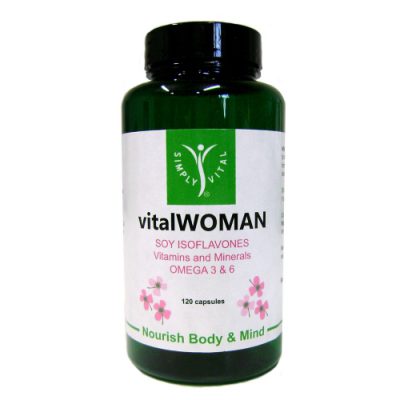 SIMPLY VITAL
®
vitalWOMAN
SOY ISOFLAVONES
Vitamins and Minerals
OMEGA 3 & 6
120 capsules
Nourish Body & Mind